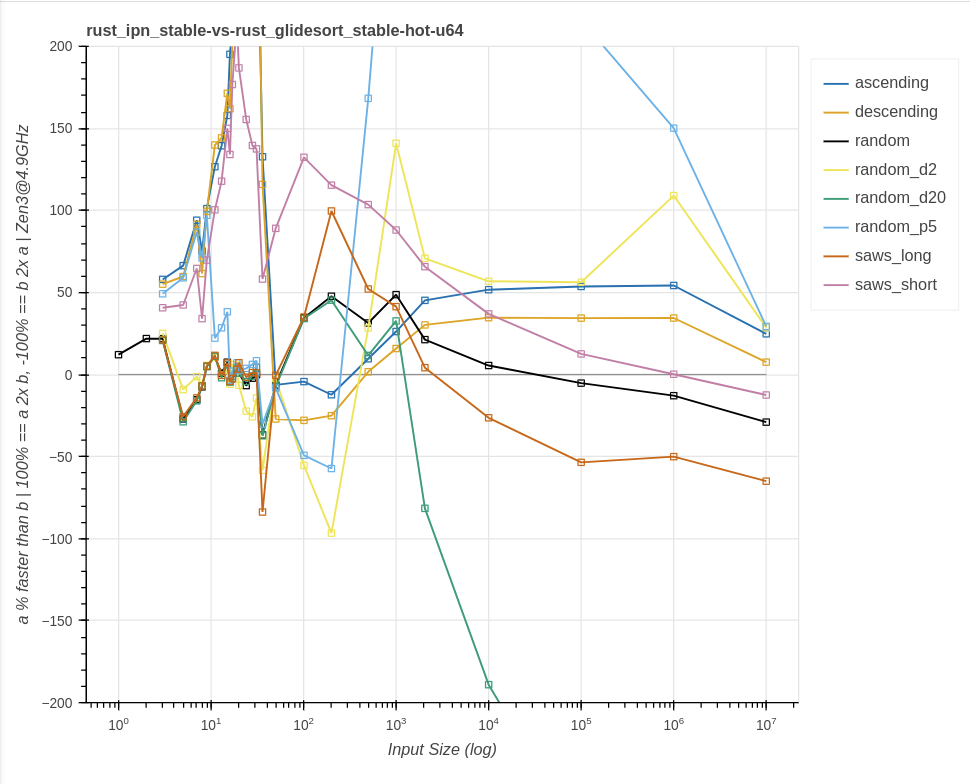 rust_ipn_stable-vs-rust_glidesort_stable-hot-u64
a % faster than b | 100% == a 2x b, -100% == b 2x a | Zen3@4.9GHz
200
150
100
50
0
−50
−100
−150
−200
10⁰ 10¹ 10² 10³ 10⁴ 10⁵ 10⁶ 10⁷
Input Size (log)
ascending
descending
random
random_d2
random_d20
random_p5
saws_long
saws_short